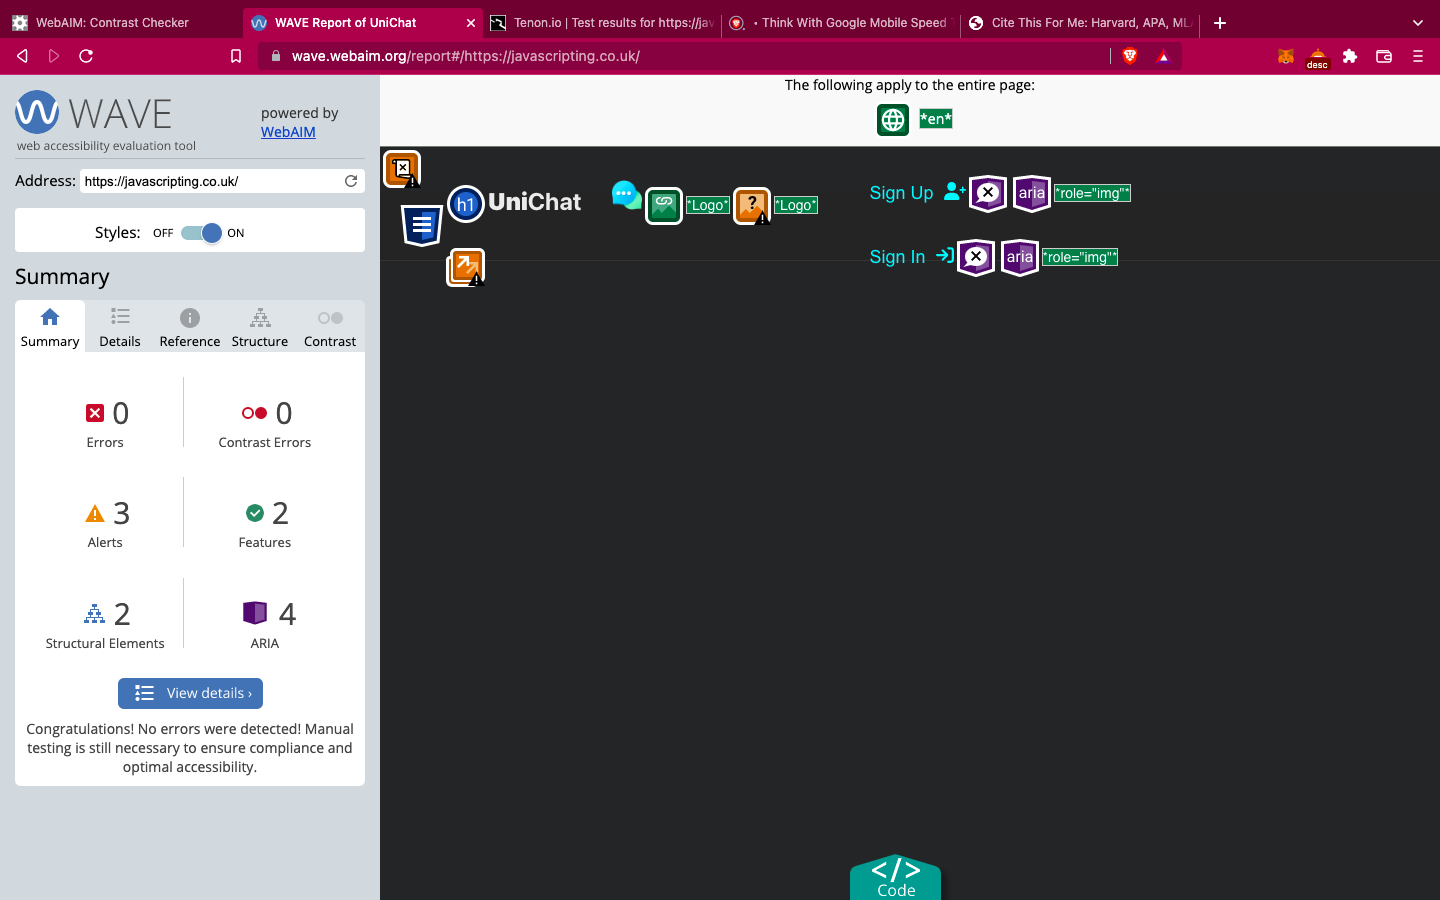 WebAIM: Contrast Checker
WAVE Report of UniChat
Tenon.io | Test results for https://jav
• Think With Google Mobile Speed T
Cite This For Me: Harvard, APA, MLA
wave.webaim.org/report#/https://javascripting.co.uk/
desc
WAVE
web accessibility evaluation tool
powered by
WebAIM
Address: https://javascripting.co.uk/
Styles: OFF ON
Summary
Summary Details Reference Structure Contrast
0
Errors
0
Contrast Errors
3
Alerts
2
Features
2
Structural Elements
4
ARIA
View details ›
Congratulations! No errors were detected! Manual
testing is still necessary to ensure compliance and
optimal accessibility.
The following apply to the entire page:
*en*
h1 UniChat *Logo* ? *Logo*
Sign Up aria *role="img"*
Sign In aria *role="img"*
</>
Code